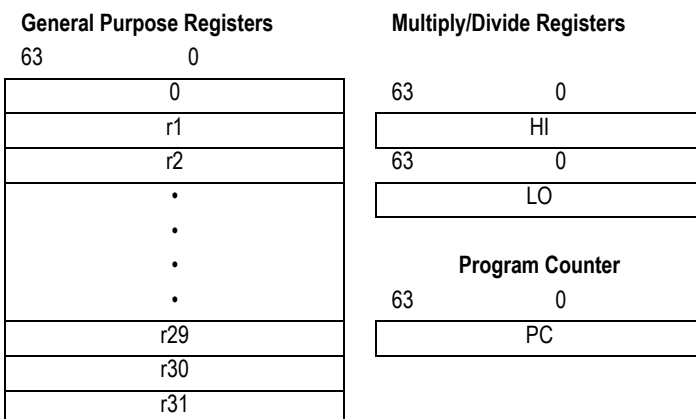 General Purpose Registers
63 0
0
r1
r2
•
•
•
•
r29
r30
r31
Multiply/Divide Registers
63 0
HI
63 0
LO
Program Counter
63 0
PC